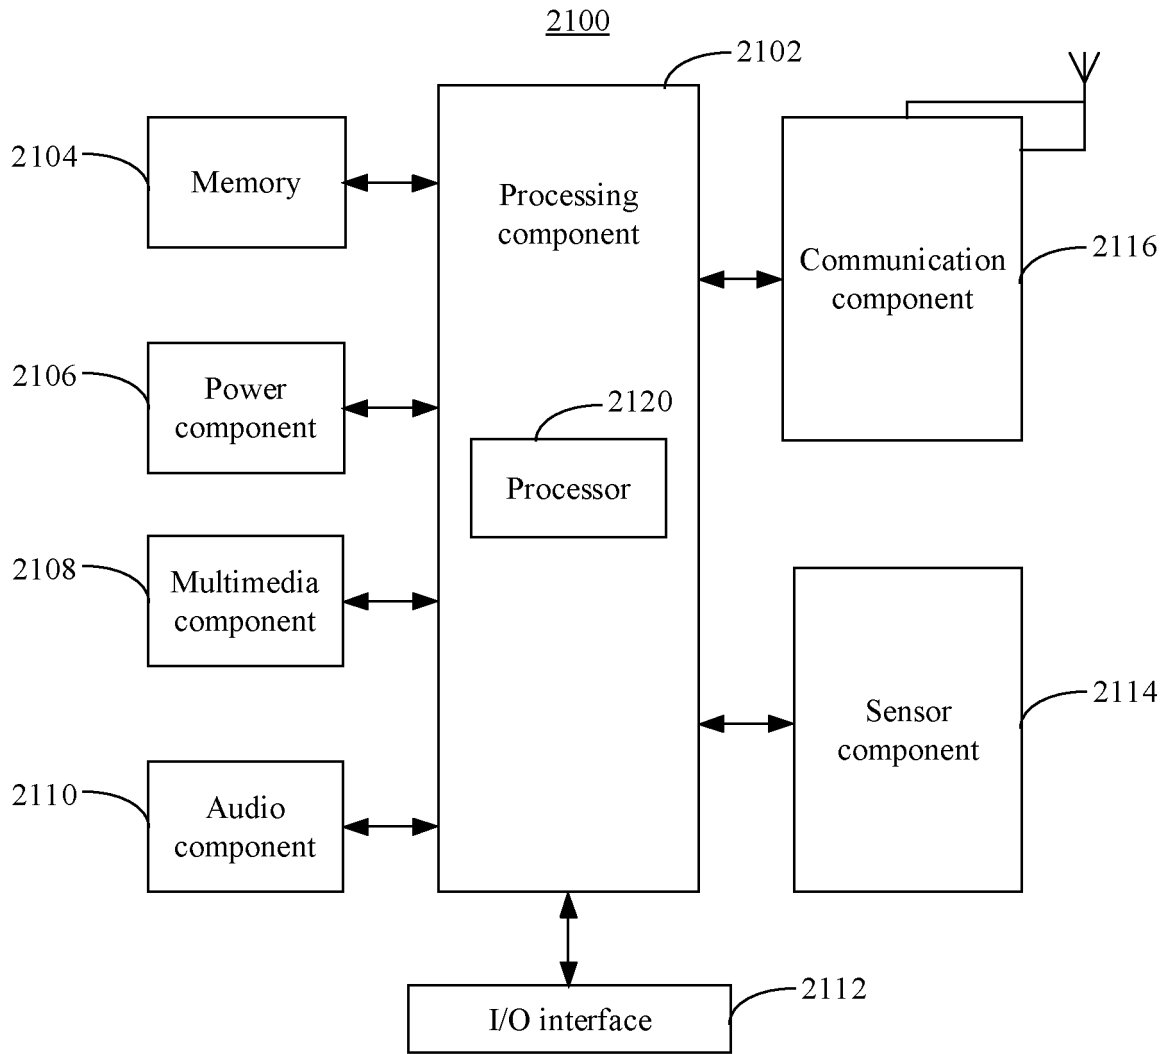 2100
2102
2104
Memory
Processing
component
Communication
component
2116
2106
Power
component
2120
Processor
2108
Multimedia
component
Sensor
component
2114
2110
Audio
component
2112
I/O interface